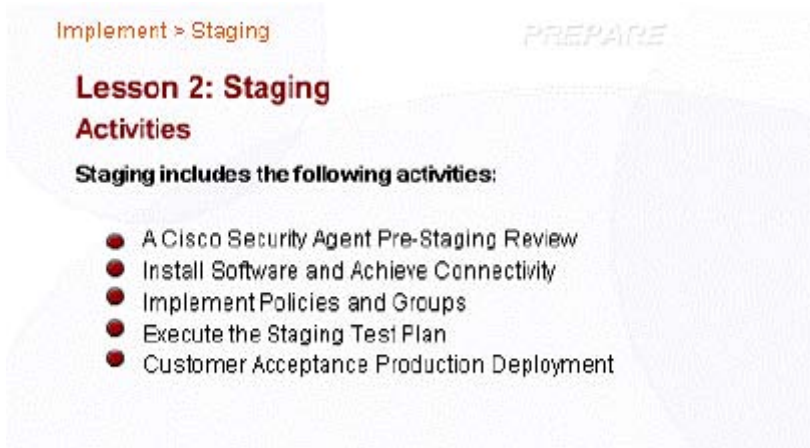 Implement > Staging
PREPARE
Lesson 2: Staging
Activities
Staging includes the following activities:
A Cisco Security Agent Pre-Staging Review
Install Software and Achieve Connectivity
Implement Policies and Groups
Execute the Staging Test Plan
Customer Acceptance Production Deployment